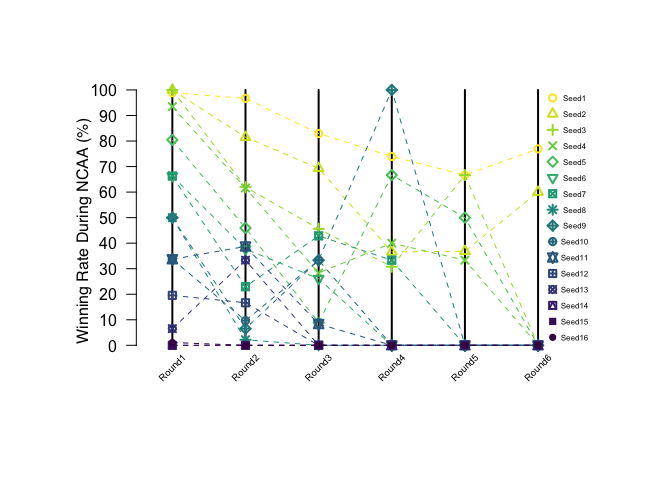 Winning Rate During NCAA (%)
100
90
80
70
60
50
40
30
20
10
0
Round1
Round2
Round3
Round4
Round5
Round6
Seed1
Seed2
Seed3
Seed4
Seed5
Seed6
Seed7
Seed8
Seed9
Seed10
Seed11
Seed12
Seed13
Seed14
Seed15
Seed16